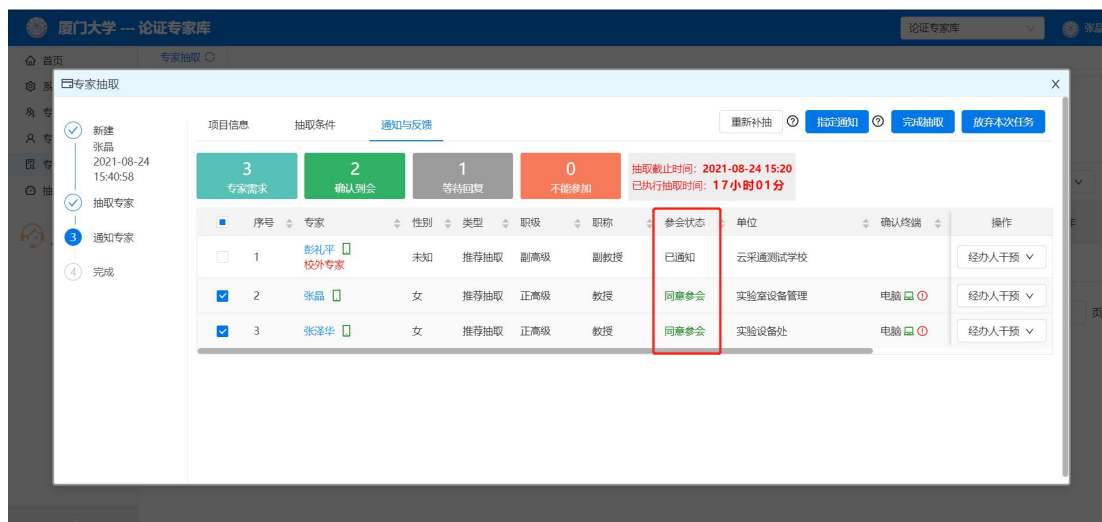 厦门大学 --- 论证专家库
论证专家库
张晶
首页
专家抽取
系
专
专
专
抽
专家抽取
X
新建
张晶
2021-08-24
15:40:58
抽取专家
3 通知专家
4 完成
项目信息 抽取条件 通知与反馈
重新补抽 指定通知 完成抽取 放弃本次任务
3
专家需求
2
确认到会
1
等待回复
0
不能参加
抽取截止时间：2021-08-24 15:20
已执行抽取时间：17小时01分
序号 专家 性别 类型 职级 职称 参会状态 单位 确认终端 操作
1 彭礼平 校外专家 未知 推荐抽取 副高级 副教授 已通知 云采通测试学校 经办人干预
2 张晶 女 推荐抽取 正高级 教授 同意参会 实验室设备管理 电脑 经办人干预
3 张泽华 女 推荐抽取 正高级 教授 同意参会 实验设备处 电脑 经办人干预
作
页